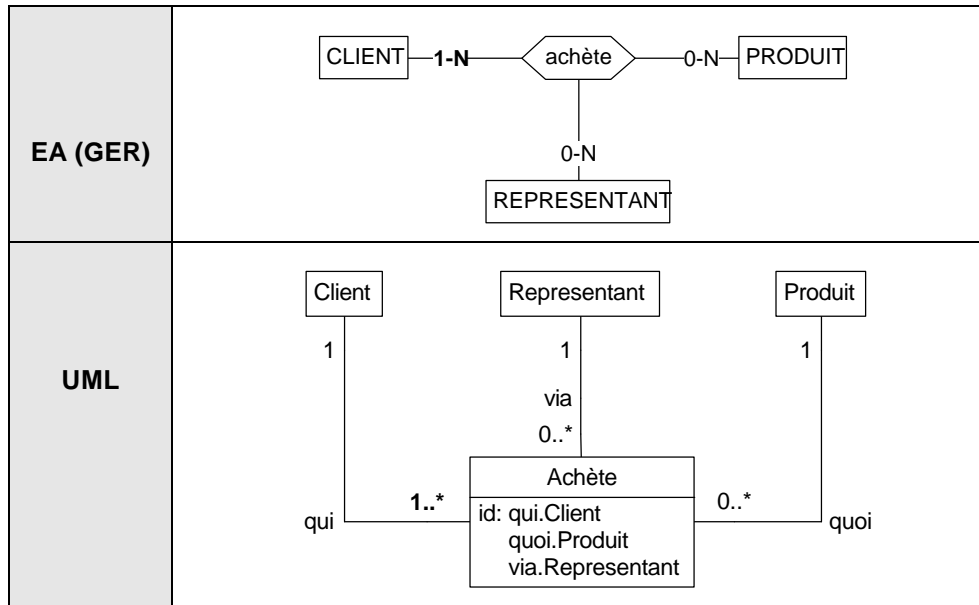 CLIENT 1-N achète 0-N PRODUIT
EA (GER)
0-N
REPRESENTANT
Client Representant Produit
1 1 1
UML
via
0..*
Achète
1..* 0..*
id: qui.Client
qui quoi
quoi.Produit
via.Representant